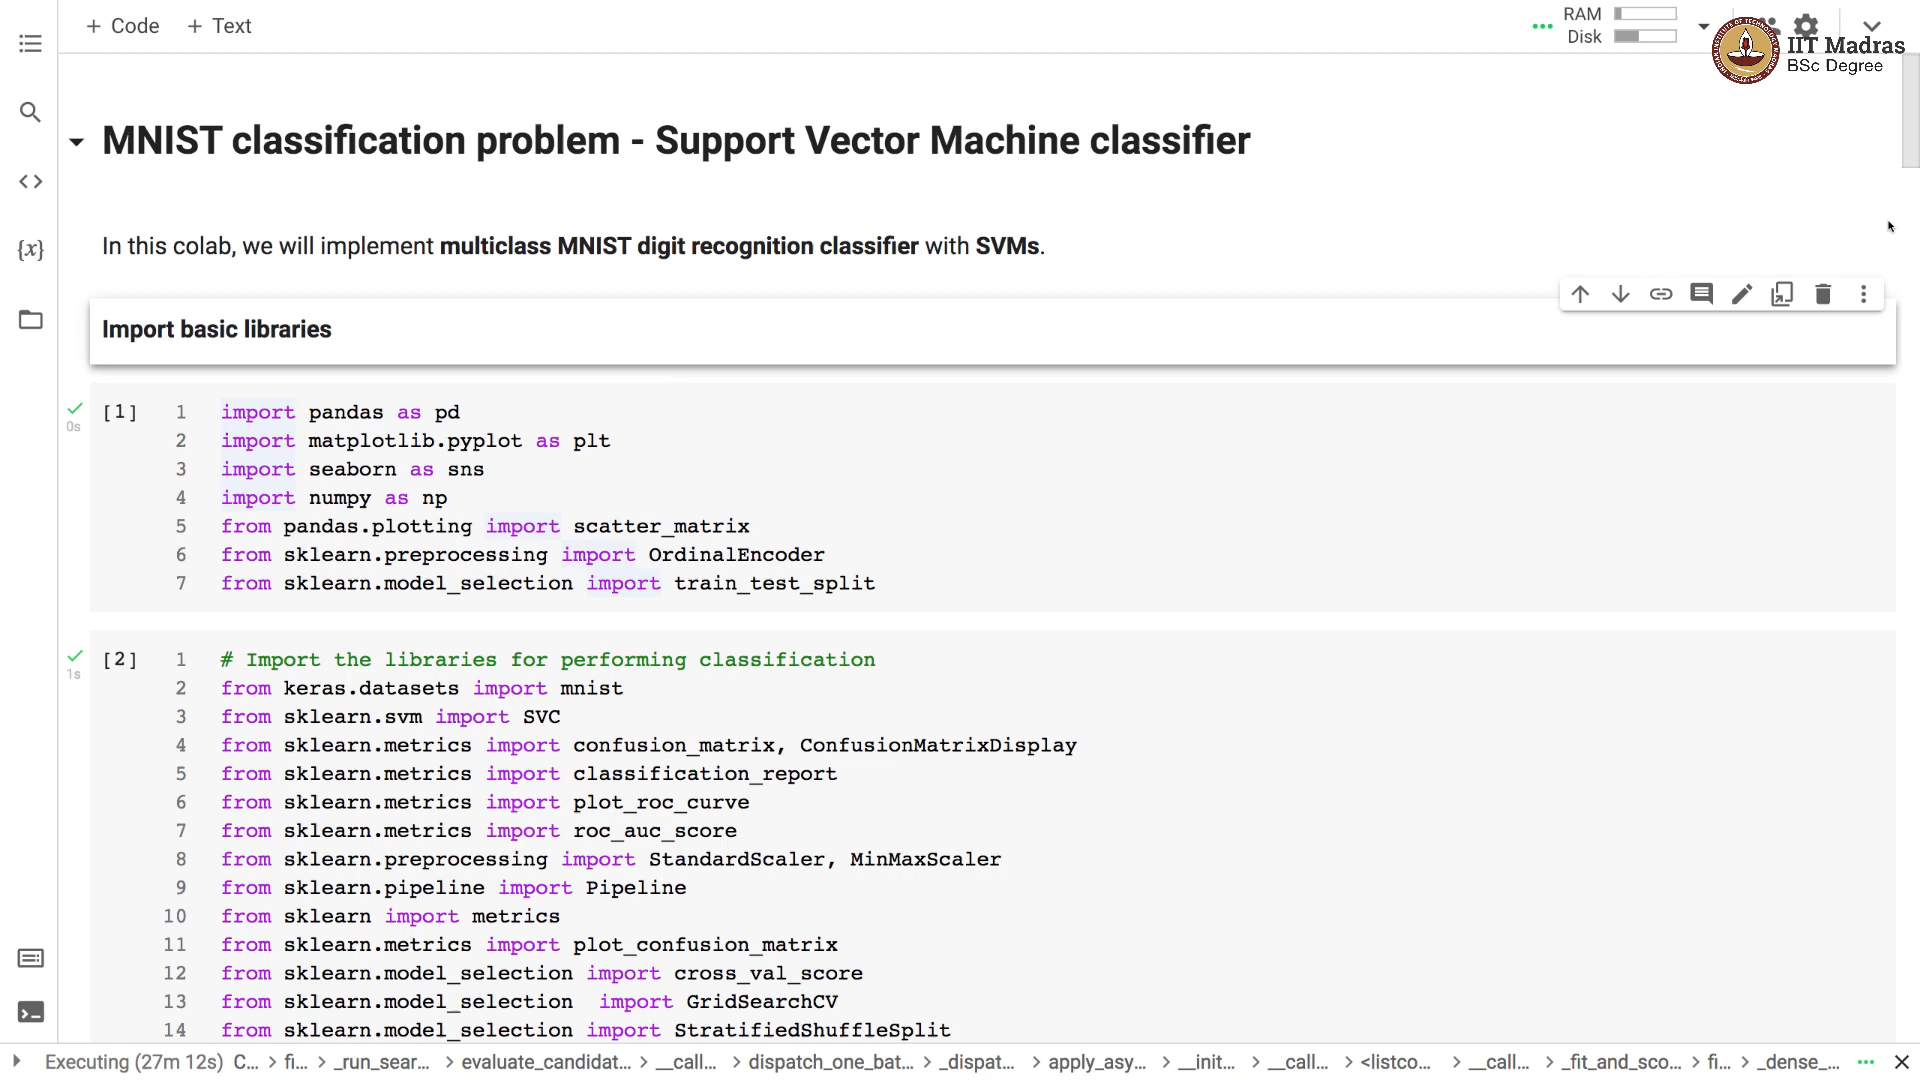 + Code + Text
RAM
Disk
IIT Madras
BSc Degree
MNIST classification problem - Support Vector Machine classifier
In this colab, we will implement multiclass MNIST digit recognition classifier with SVMs.
Import basic libraries
[1]
0s
1 import pandas as pd
2 import matplotlib.pyplot as plt
3 import seaborn as sns
4 import numpy as np
5 from pandas.plotting import scatter_matrix
6 from sklearn.preprocessing import OrdinalEncoder
7 from sklearn.model_selection import train_test_split
[2]
1s
1 # Import the libraries for performing classification
2 from keras.datasets import mnist
3 from sklearn.svm import SVC
4 from sklearn.metrics import confusion_matrix, ConfusionMatrixDisplay
5 from sklearn.metrics import classification_report
6 from sklearn.metrics import plot_roc_curve
7 from sklearn.metrics import roc_auc_score
8 from sklearn.preprocessing import StandardScaler, MinMaxScaler
9 from sklearn.pipeline import Pipeline
10 from sklearn import metrics
11 from sklearn.metrics import plot_confusion_matrix
12 from sklearn.model_selection import cross_val_score
13 from sklearn.model_selection  import GridSearchCV
14 from sklearn.model_selection import StratifiedShuffleSplit
Executing (27m 12s) C... > fi... > _run_sear... > evaluate_candidat... > __call... > dispatch_one_bat... > _dispat... > apply_asy... > __init... > __call... > <listco... > __call... > _fit_and_sco... > fi... > _dense_...